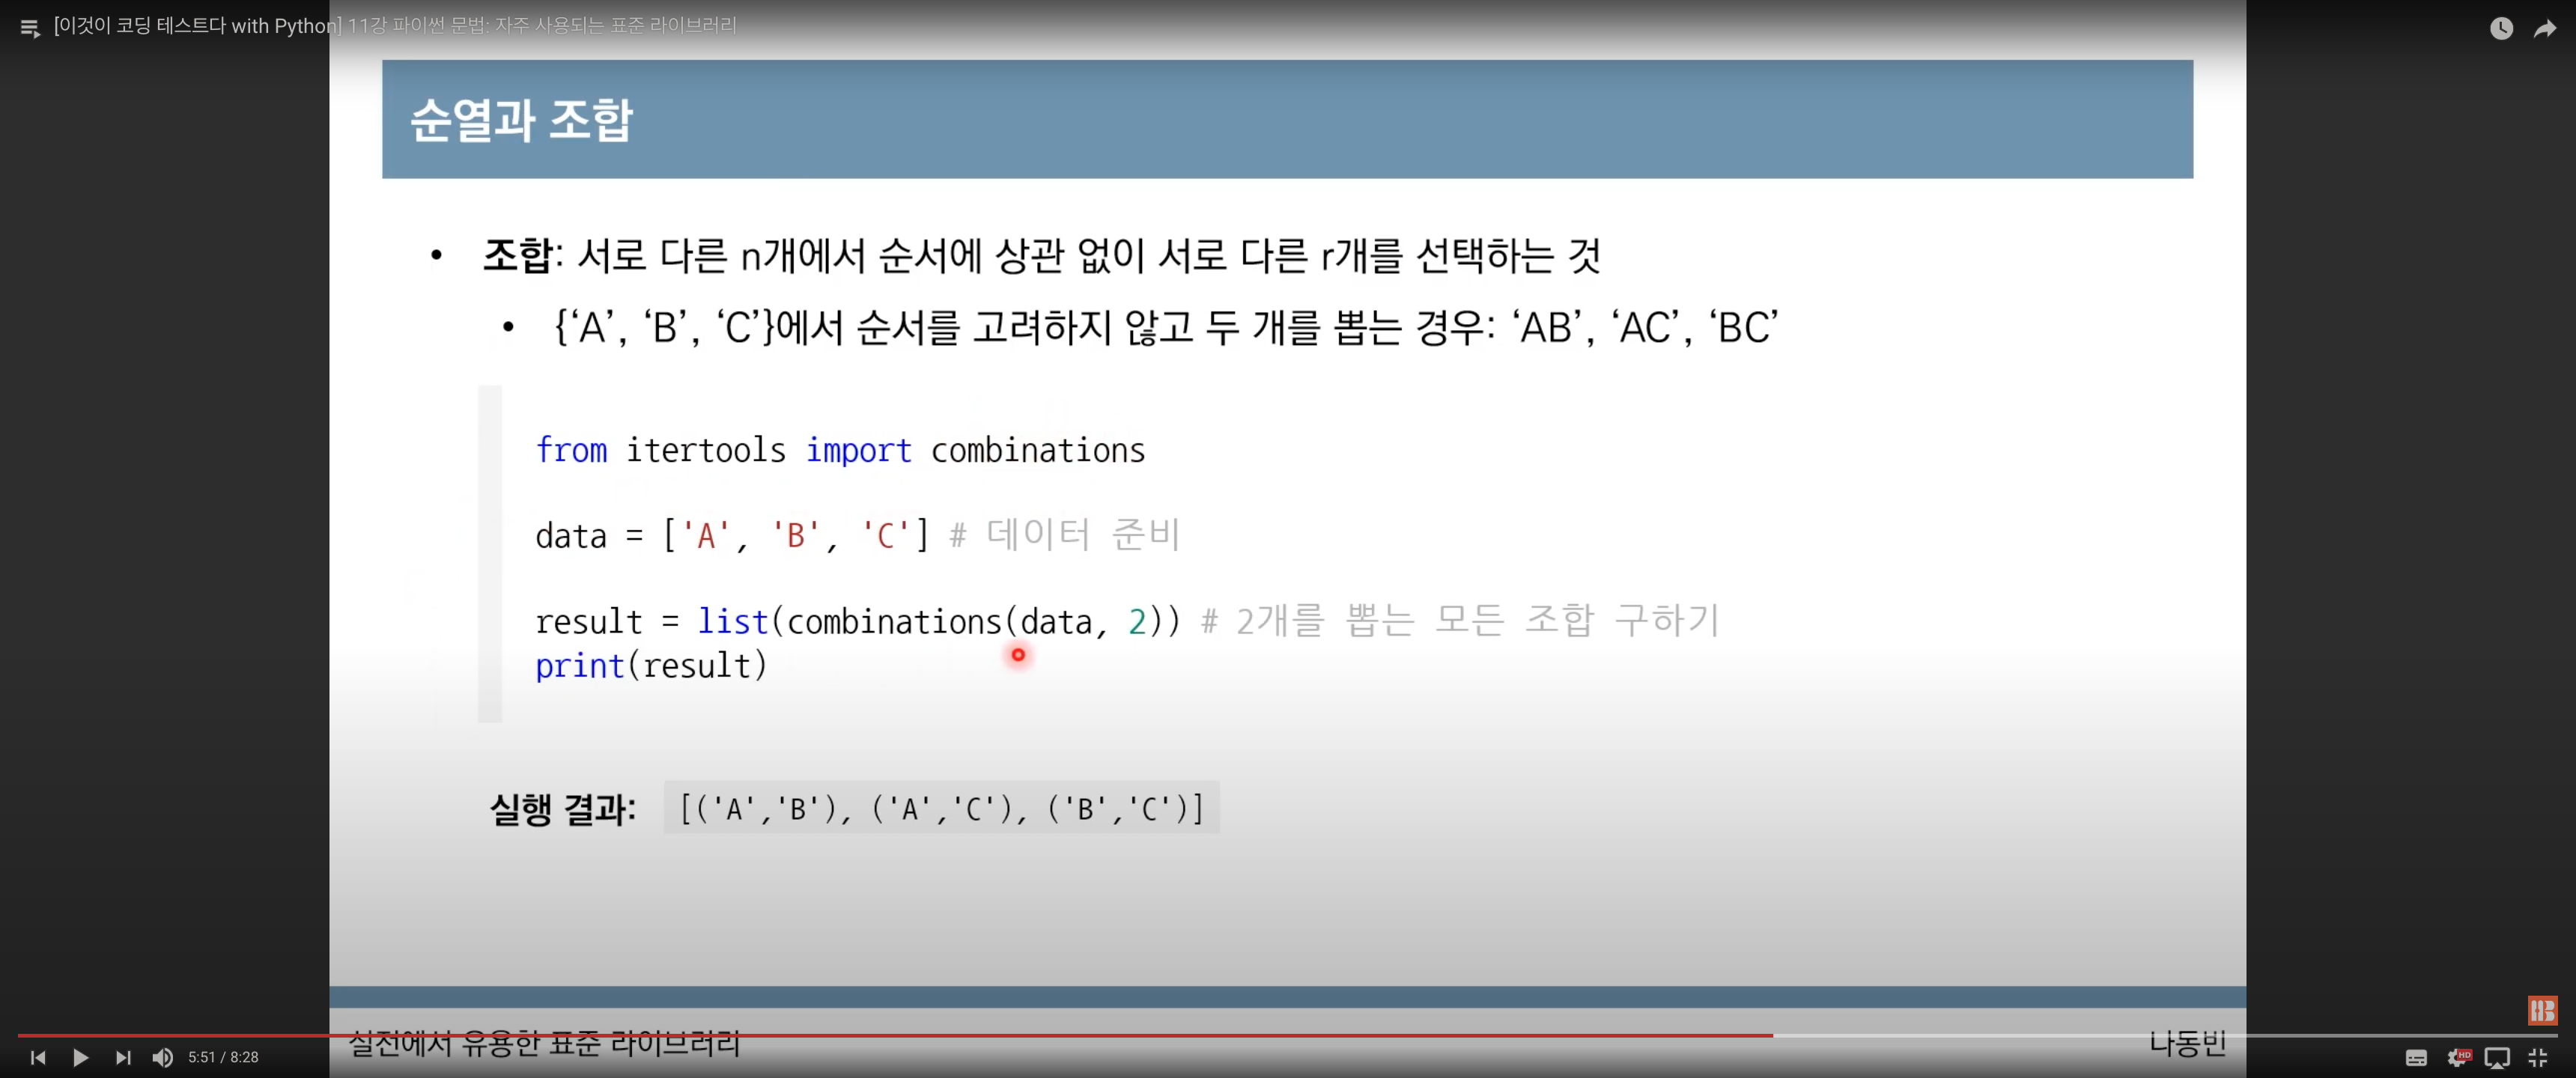 [이것이 코딩 테스트다 with Python] 11강 파이썬 문법: 자주 사용되는 표준 라이브러리
순열과 조합
• 조합: 서로 다른 n개에서 순서에 상관 없이 서로 다른 r개를 선택하는 것
• {‘A’, ‘B’, ‘C’}에서 순서를 고려하지 않고 두 개를 뽑는 경우: ‘AB’, ‘AC’, ‘BC’
from itertools import combinations
data = ['A', 'B', 'C'] # 데이터 준비
result = list(combinations(data, 2)) # 2개를 뽑는 모든 조합 구하기
print(result)
실행 결과: [('A','B'), ('A','C'), ('B','C')]
실전에서 유용한 표준 라이브러리
나동빈
5:51 / 8:28
HD